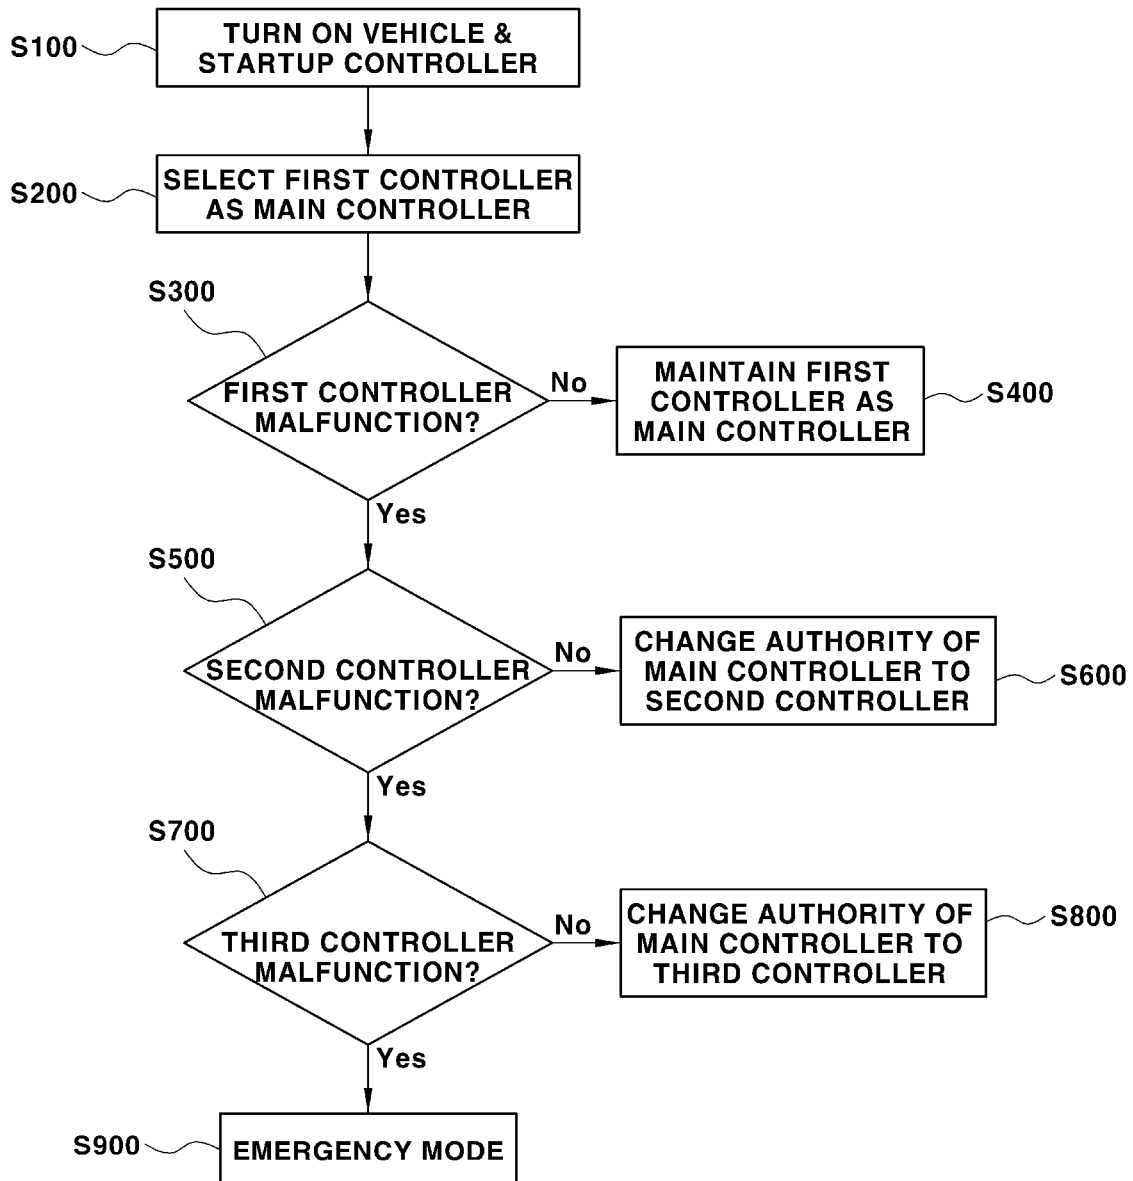 S100
TURN ON VEHICLE &
STARTUP CONTROLLER
S200
SELECT FIRST CONTROLLER
AS MAIN CONTROLLER
S300
FIRST CONTROLLER
MALFUNCTION?
No
MAINTAIN FIRST
CONTROLLER AS
MAIN CONTROLLER
S400
Yes
S500
SECOND CONTROLLER
MALFUNCTION?
No
CHANGE AUTHORITY OF
MAIN CONTROLLER TO
SECOND CONTROLLER
S600
Yes
S700
THIRD CONTROLLER
MALFUNCTION?
No
CHANGE AUTHORITY OF
MAIN CONTROLLER TO
THIRD CONTROLLER
S800
Yes
S900
EMERGENCY MODE